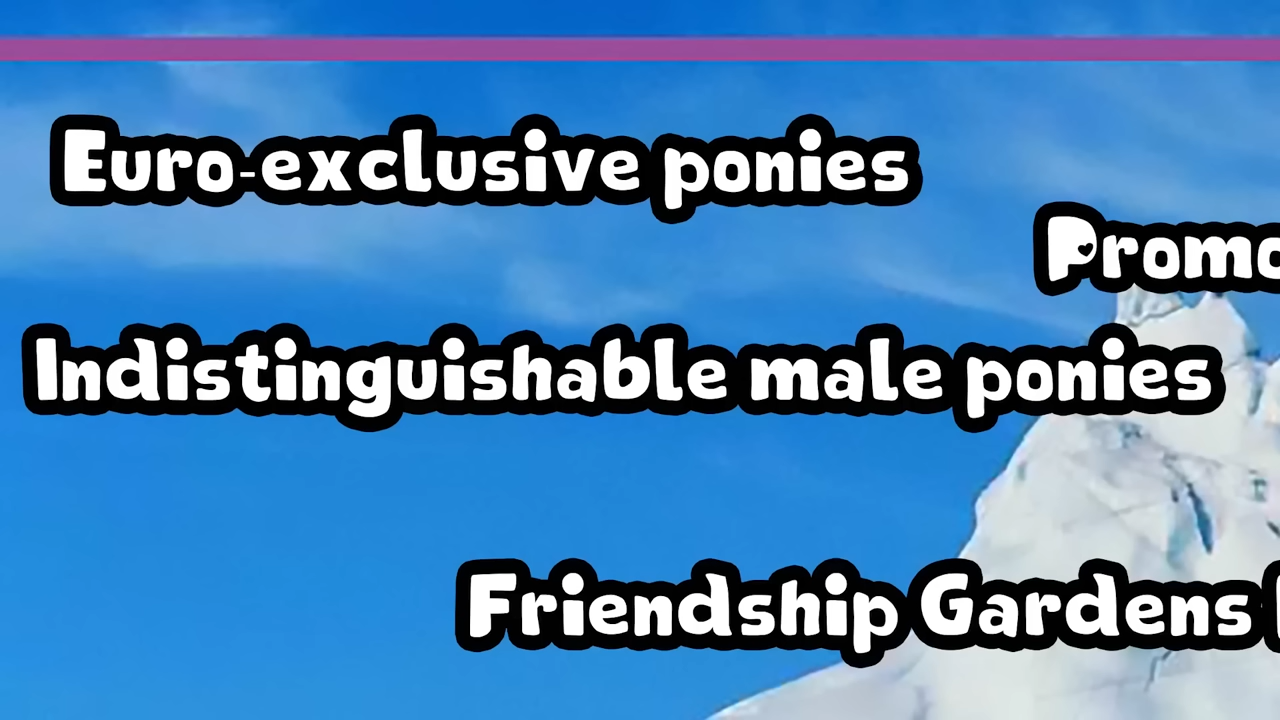 Euro-exclusive ponies
Indistinguishable male ponies
Friendship Gardens